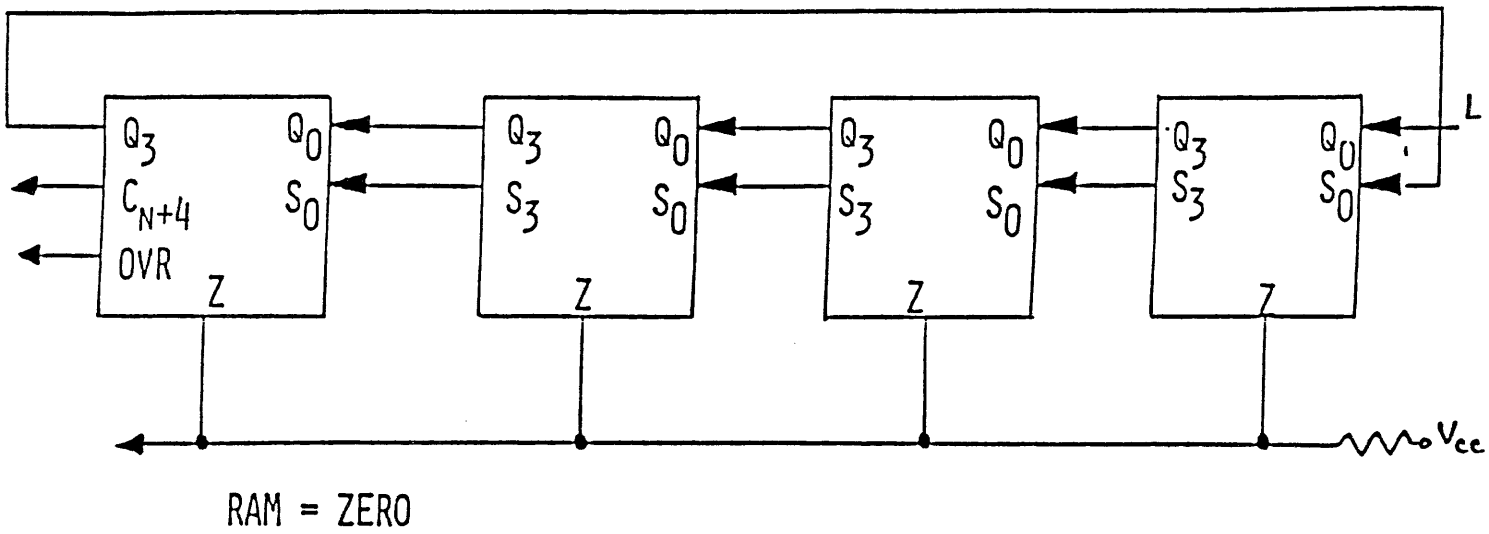 L
Q3 Q0 Q3 Q0 Q3 Q0 Q3 Q0
CN+4 S0 S3 S0 S3 S0 S3 S0
OVR
Z Z Z Z
Vcc
RAM = ZERO